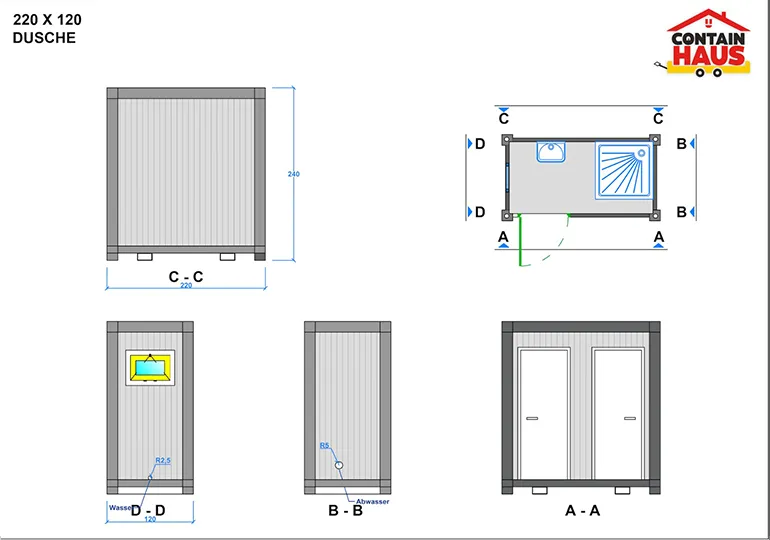 220 X 120
DUSCHE
CONTAIN
HAUS
240
C - C
220
C
C
D
B
D
B
A
A
R2,5
Wasser
D - D
120
R5
Abwasser
B - B
A - A